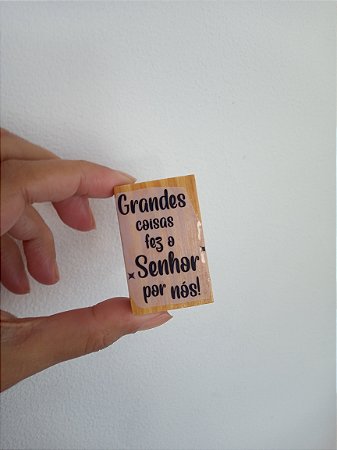 Grandes
coisas
fez o
Senhor
por nós!